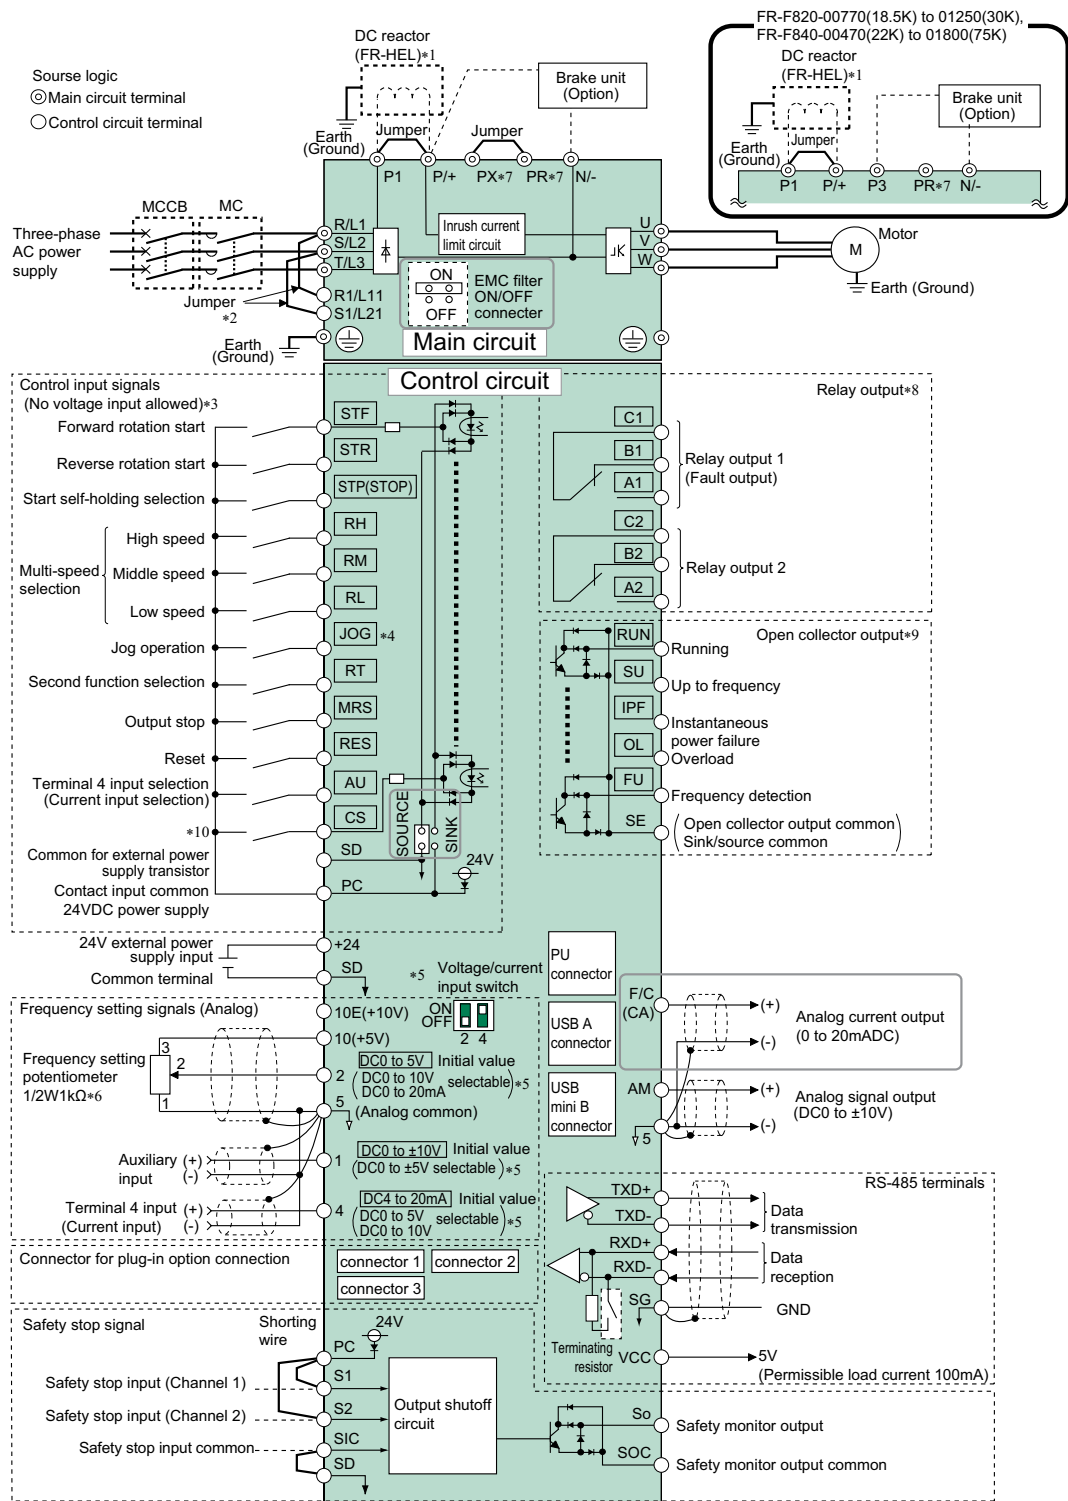 FR-F820-00770(18.5K) to 01250(30K),
FR-F840-00470(22K) to 01800(75K)
DC reactor
(FR-HEL)*1
Brake unit
(Option)
Earth
(Ground)
Jumper
P1
P/+
P3
PR*7
N/-
Sourse logic
Main circuit terminal
Control circuit terminal
DC reactor
(FR-HEL)*1
Brake unit
(Option)
Earth
(Ground)
Jumper
Jumper
P1
P/+
PX*7
PR*7
N/-
MCCB
MC
Three-phase
AC power
supply
R/L1
S/L2
T/L3
R1/L11
S1/L21
Jumper
*2
Earth
(Ground)
Inrush current
limit circuit
ON
OFF
EMC filter
ON/OFF
connecter
U
V
W
M
Motor
Earth (Ground)
Main circuit
Control circuit
Control input signals
(No voltage input allowed)*3
Forward rotation start
STF
Reverse rotation start
STR
Start self-holding selection
STP(STOP)
Multi-speed
selection
High speed
RH
Middle speed
RM
Low speed
RL
Jog operation
JOG *4
Second function selection
RT
Output stop
MRS
Reset
RES
Terminal 4 input selection
(Current input selection)
AU
*10
CS
Common for external power
supply transistor
SD
Contact input common
24VDC power supply
PC
SOURCE
SINK
24V
Relay output*8
C1
B1
A1
Relay output 1
(Fault output)
C2
B2
A2
Relay output 2
Open collector output*9
RUN
Running
SU
Up to frequency
IPF
Instantaneous
power failure
OL
Overload
FU
Frequency detection
SE
Open collector output common
Sink/source common
24V external power
supply input
+24
Common terminal
SD
*5 Voltage/current
input switch
ON
OFF
2 4
PU
connector
USB A
connector
USB
mini B
connector
F/C
(CA)
(+)
(-)
Analog current output
(0 to 20mADC)
AM
5
(+)
(-)
Analog signal output
(DC0 to ±10V)
Frequency setting signals (Analog)
Frequency setting
potentiometer
1/2W1kΩ*6
3
2
1
10E(+10V)
10(+5V)
2
DC0 to 5V Initial value
DC0 to 10V
DC0 to 20mA
selectable
*5
5
(Analog common)
Auxiliary
input
(+)
(-)
1
DC0 to ±10V Initial value
(DC0 to ±5V selectable)*5
Terminal 4 input
(Current input)
(+)
(-)
4
DC4 to 20mA Initial value
DC0 to 5V
DC0 to 10V
selectable
*5
RS-485 terminals
TXD+
TXD-
Data
transmission
RXD+
RXD-
Data
reception
SG
GND
Terminating
resistor
VCC
5V
(Permissible load current 100mA)
Connector for plug-in option connection
connector 1
connector 2
connector 3
Safety stop signal
Shorting
wire
24V
PC
Safety stop input (Channel 1)
S1
Safety stop input (Channel 2)
S2
Safety stop input common
SIC
SD
Output shutoff
circuit
So
Safety monitor output
SOC
Safety monitor output common